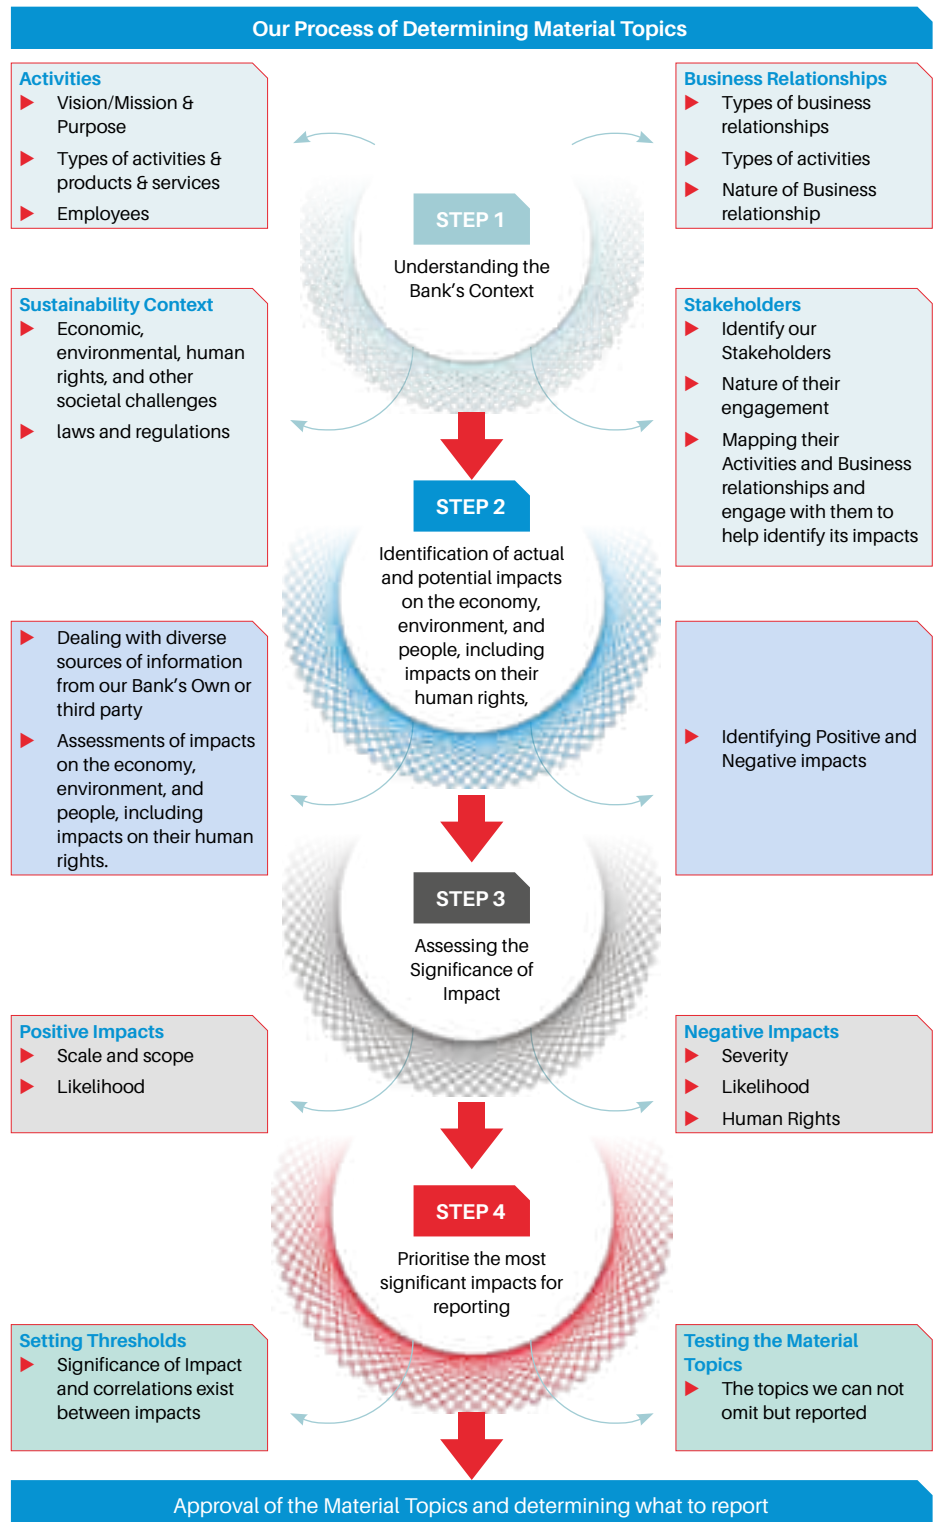 Our Process of Determining Material Topics
Activities
Vision/Mission &
Purpose
Types of activities &
products & services
Employees
Business Relationships
Types of business
relationships
Types of activities
Nature of Business
relationship
STEP 1
Understanding the
Bank's Context
Sustainability Context
Economic,
environmental, human
rights, and other
societal challenges
laws and regulations
Stakeholders
Identify our
Stakeholders
Nature of their
engagement
Mapping their
Activities and Business
relationships and
engage with them to
help identify its impacts
STEP 2
Identification of actual
and potential impacts
on the economy,
environment, and
people, including
impacts on their
human rights,
Dealing with diverse
sources of information
from our Bank's Own or
third party
Assessments of impacts
on the economy,
environment, and
people, including
impacts on their human
rights.
Identifying Positive and
Negative impacts
STEP 3
Assessing the
Significance of
Impact
Positive Impacts
Scale and scope
Likelihood
Negative Impacts
Severity
Likelihood
Human Rights
STEP 4
Prioritise the most
significant impacts for
reporting
Setting Thresholds
Significance of Impact
and correlations exist
between impacts
Testing the Material
Topics
The topics we can not
omit but reported
Approval of the Material Topics and determining what to report